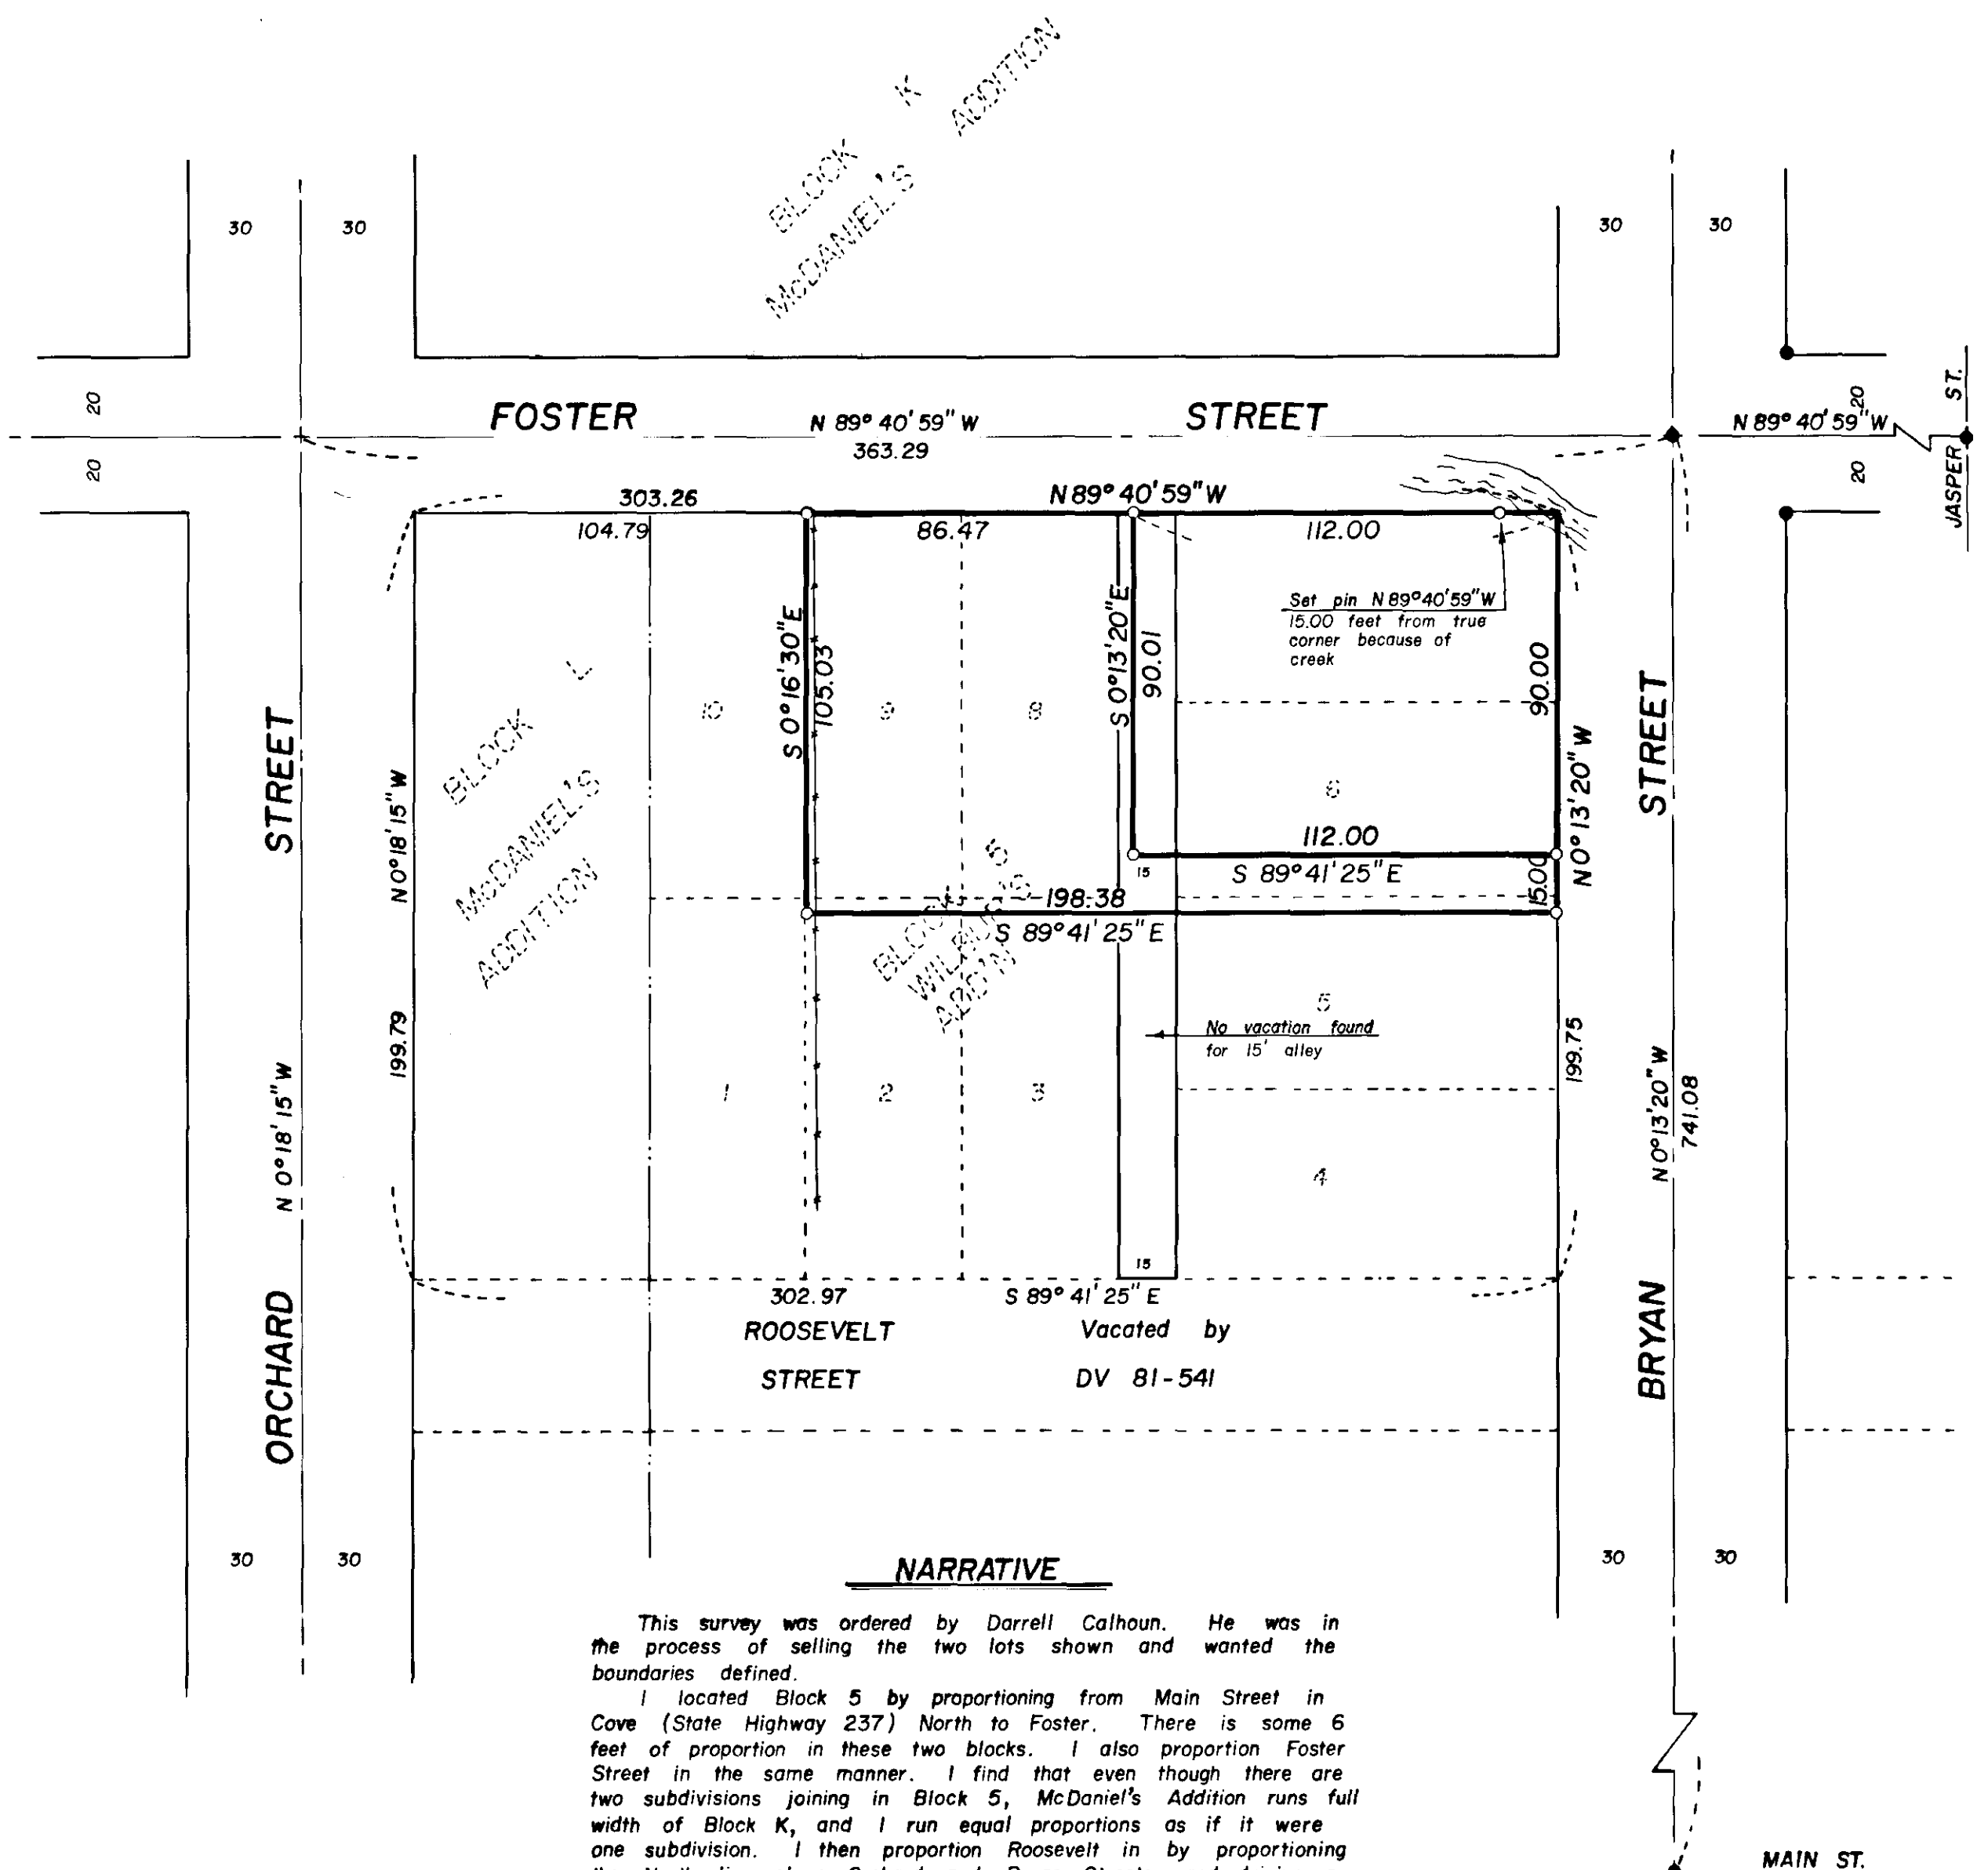 BLOCK K
McDANIEL'S ADDITION
30
30
30
30
20
20
FOSTER STREET
N 89° 40' 59" W
363.29
N 89° 40' 59" W
20
20
JASPER ST.
303.26
104.79
N 89° 40' 59" W
86.47
112.00
Set pin N 89° 40' 59" W
15.00 feet from true
corner because of
creek
S 0° 16' 30" E
105.03
S 0° 13' 20" E
90.01
90.00
N 0° 13' 20" W
10
9
8
6
BLOCK L
McDANIEL'S
ADDITION
N 0° 18' 15" W
199.79
112.00
S 89° 41' 25" E
15
15.00
198.38
S 89° 41' 25" E
BLOCK 5
ADD'N
5
No vacation found
for 15' alley
199.75
1
2
3
4
15
302.97
S 89° 41' 25" E
ROOSEVELT
STREET
Vacated by
DV 81-541
ORCHARD STREET
N 0° 18' 15" W
BRYAN STREET
N 0° 13' 20" W
741.08
30
30
30
30
NARRATIVE
This survey was ordered by Darrell Calhoun. He was in
the process of selling the two lots shown and wanted the
boundaries defined.
I located Block 5 by proportioning from Main Street in
Cove (State Highway 237) North to Foster. There is some 6
feet of proportion in these two blocks. I also proportion Foster
Street in the same manner. I find that even though there are
two subdivisions joining in Block 5, McDaniel's Addition runs full
width of Block K, and I run equal proportions as if it were
one subdivision. I then proportion Roosevelt in by proportioning
MAIN ST.